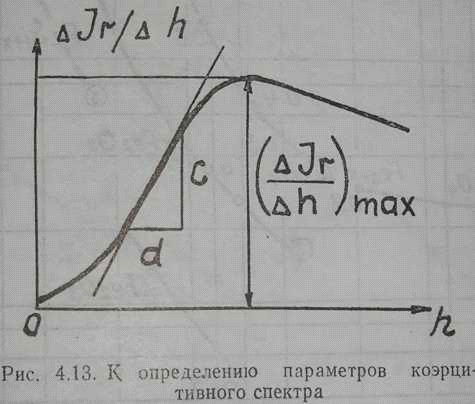 ΔJr/Δh
C
(ΔJr/Δh)max
d
0
h
Рис. 4.13. К определению параметров коэрци-
тивного спектра